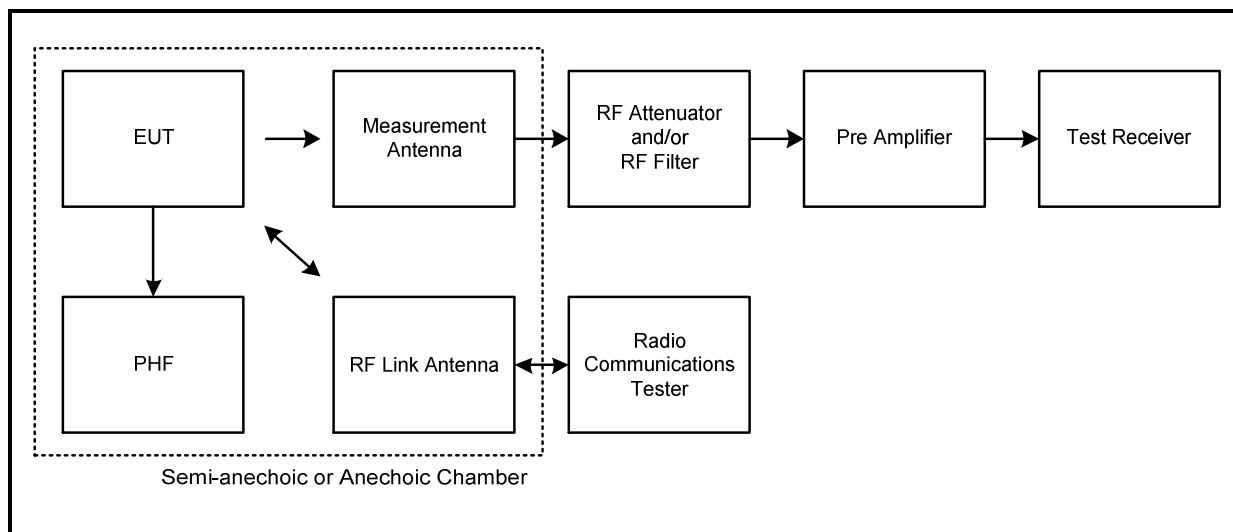 EUT
Measurement
Antenna
RF Attenuator
and/or
RF Filter
Pre Amplifier
Test Receiver
PHF
RF Link Antenna
Radio
Communications
Tester
Semi-anechoic or Anechoic Chamber